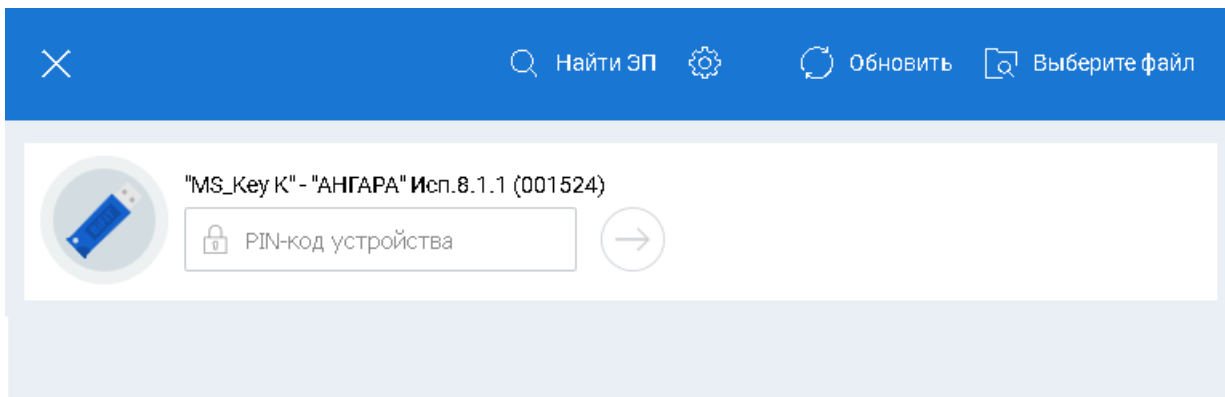 Найти ЭП Обновить Выберите файл
"MS_Key K" - "АНГАРА" Исп.8.1.1 (001524)
PIN-код устройства